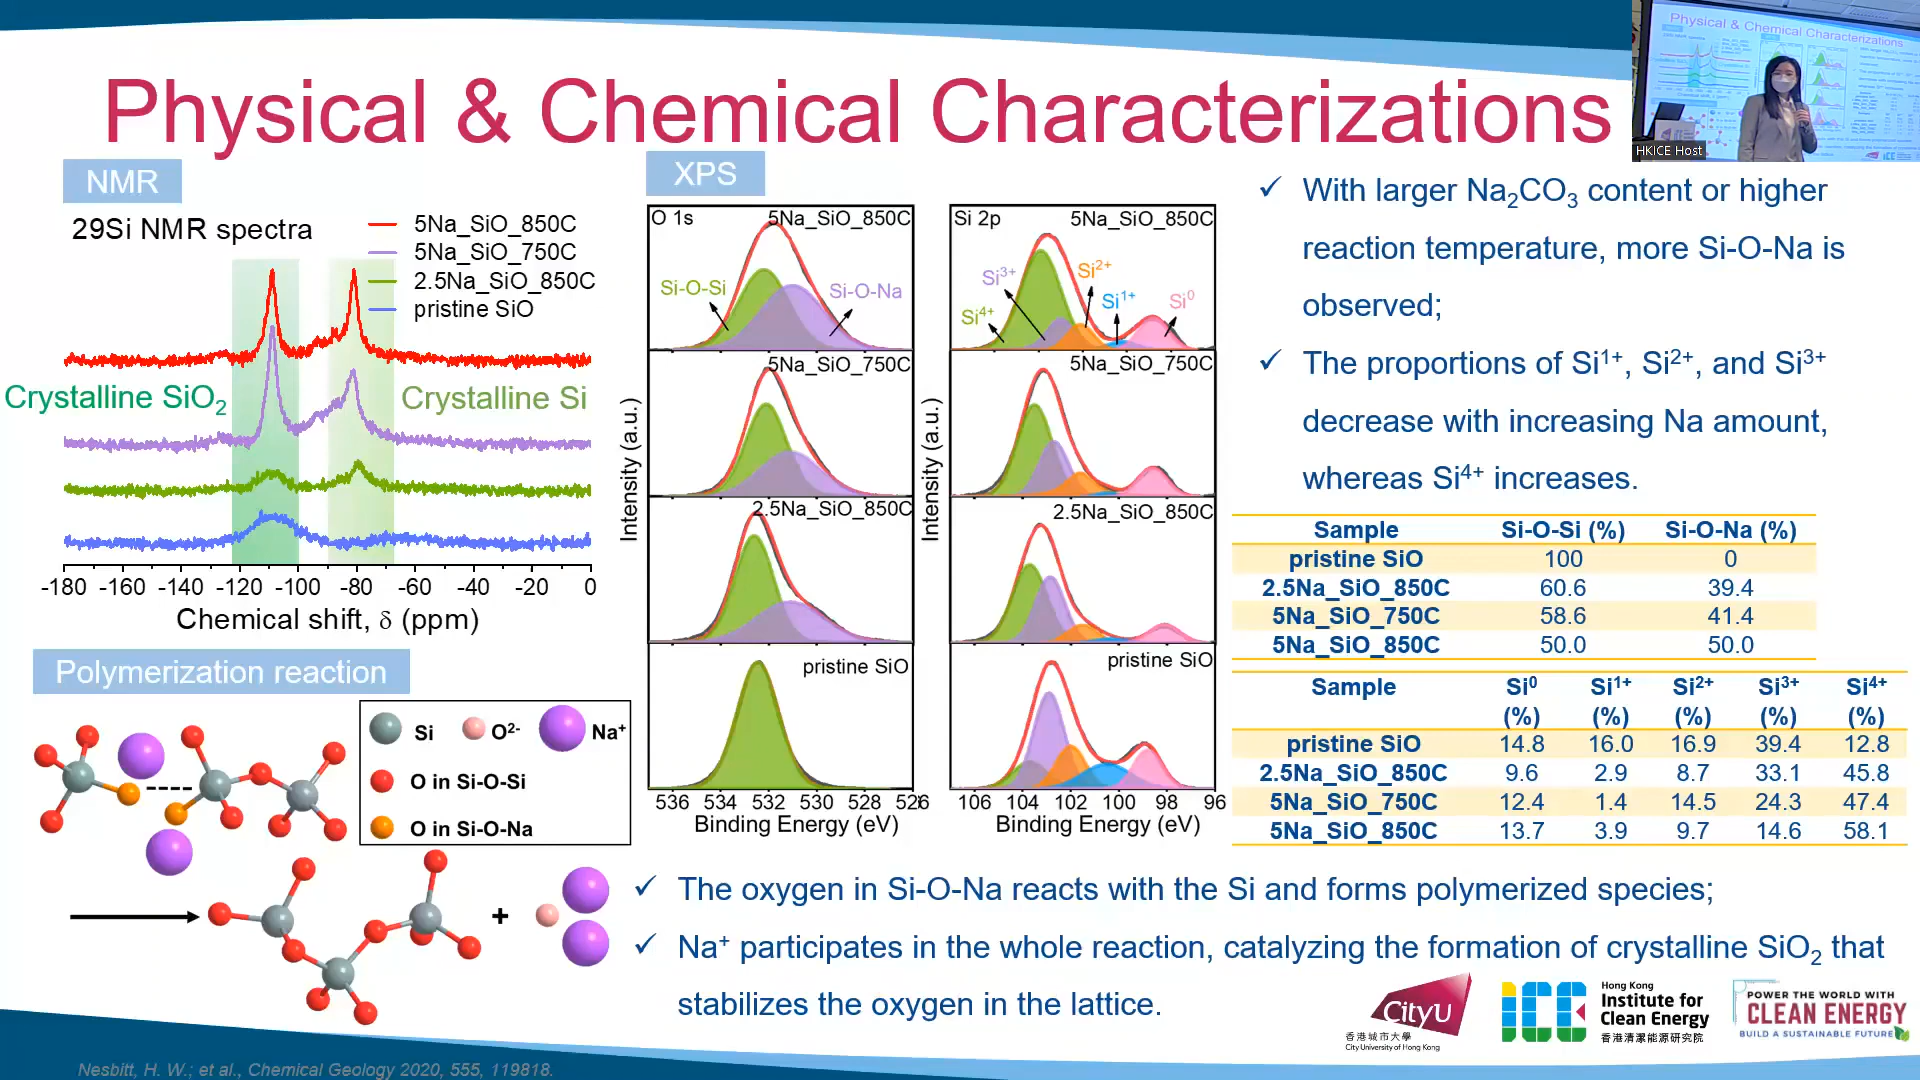 Physical & Chemical Characterizations
HKICE Host
NMR
29Si NMR spectra
5Na_SiO_850C
5Na_SiO_750C
2.5Na_SiO_850C
pristine SiO
Crystalline SiO2
Crystalline Si
-180 -160 -140 -120 -100 -80 -60 -40 -20 0
Chemical shift, δ (ppm)
XPS
O 1s 5Na_SiO_850C
Si-O-Si
Si-O-Na
5Na_SiO_750C
2.5Na_SiO_850C
pristine SiO
Intensity (a.u.)
536 534 532 530 528 526
Binding Energy (eV)
Si 2p 5Na_SiO_850C
Si4+
Si3+
Si2+
Si1+
Si0
5Na_SiO_750C
2.5Na_SiO_850C
pristine SiO
Intensity (a.u.)
106 104 102 100 98 96
Binding Energy (eV)
✓ With larger Na2CO3 content or higher
reaction temperature, more Si-O-Na is
observed;
✓ The proportions of Si1+, Si2+, and Si3+
decrease with increasing Na amount,
whereas Si4+ increases.
Sample Si-O-Si (%) Si-O-Na (%)
pristine SiO 100 0
2.5Na_SiO_850C 60.6 39.4
5Na_SiO_750C 58.6 41.4
5Na_SiO_850C 50.0 50.0
Sample Si0 Si1+ Si2+ Si3+ Si4+
(%) (%) (%) (%) (%)
pristine SiO 14.8 16.0 16.9 39.4 12.8
2.5Na_SiO_850C 9.6 2.9 8.7 33.1 45.8
5Na_SiO_750C 12.4 1.4 14.5 24.3 47.4
5Na_SiO_850C 13.7 3.9 9.7 14.6 58.1
Polymerization reaction
Si O2- Na+
O in Si-O-Si
O in Si-O-Na
+
✓ The oxygen in Si-O-Na reacts with the Si and forms polymerized species;
✓ Na+ participates in the whole reaction, catalyzing the formation of crystalline SiO2 that
stabilizes the oxygen in the lattice.
CityU
香港城市大學
City University of Hong Kong
ICE
Hong Kong
Institute for
Clean Energy
香港清潔能源研究院
POWER THE WORLD WITH
CLEAN ENERGY
BUILD A SUSTAINABLE FUTURE
Nesbitt, H. W.; et al., Chemical Geology 2020, 555, 119818.